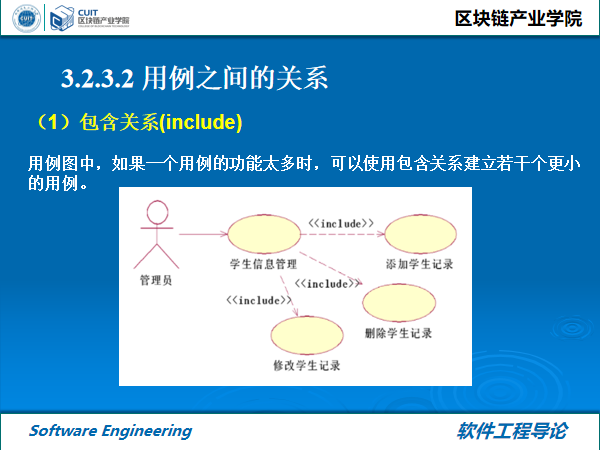 CUIT
区块链产业学院
区块链产业学院
3.2.3.2 用例之间的关系
（1）包含关系(include)
用例图中，如果一个用例的功能太多时，可以使用包含关系建立若干个更小
的用例。
<<include>>
管理员
学生信息管理
添加学生记录
<<include>>
<<include>>
删除学生记录
修改学生记录
Software Engineering
软件工程导论